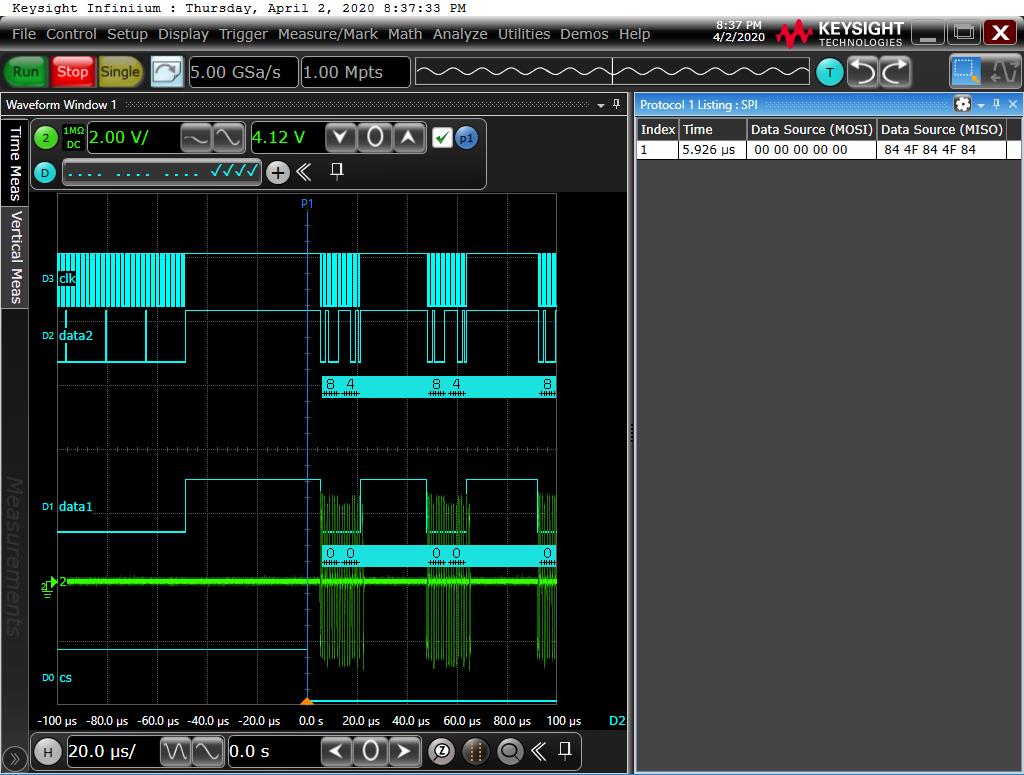 Keysight Infiniium : Thursday, April 2, 2020 8:37:33 PM
File Control Setup Display Trigger Measure/Mark Math Analyze Utilities Demos Help
8:37 PM
4/2/2020
KEYSIGHT
TECHNOLOGIES
Run Stop Single 5.00 GSa/s 1.00 Mpts T
Waveform Window 1
Time Meas
Vertical Meas
Measurements
2 1MΩ DC 2.00 V/ 4.12 V 0 p1
D
P1
D3 clk
D2 data2
8 4 8 4 8
D1 data1
0 0 0 0 0
2 2
D0 cs
-100 µs -80.0 µs -60.0 µs -40.0 µs -20.0 µs 0.0 s 20.0 µs 40.0 µs 60.0 µs 80.0 µs 100 µs D2
H 20.0 µs/ 0.0 s 0 Z
Protocol 1 Listing : SPI
Index Time Data Source (MOSI) Data Source (MISO)
1 5.926 µs 00 00 00 00 00 84 4F 84 4F 84